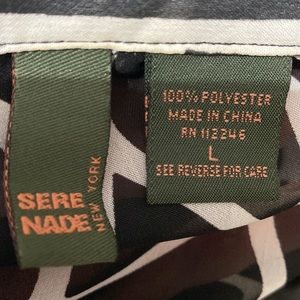 SERE
NADE
NEW YORK
100% POLYESTER
MADE IN CHINA
RN 112246
L
SEE REVERSE FOR CARE